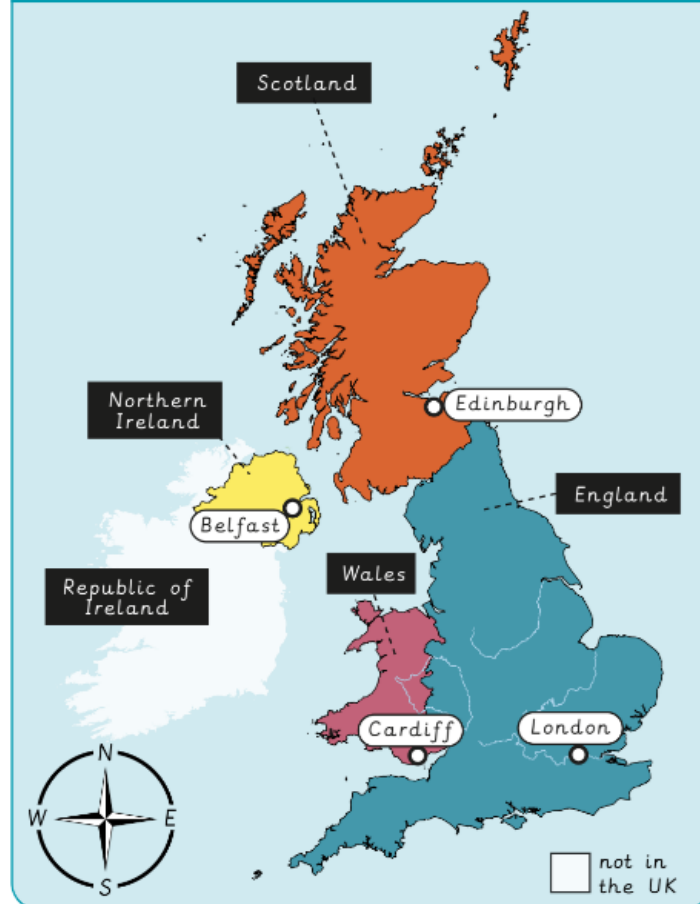 Scotland
Northern
Ireland
Edinburgh
England
Belfast
Republic of
Ireland
Wales
Cardiff
London
N
W
E
S
not in
the UK